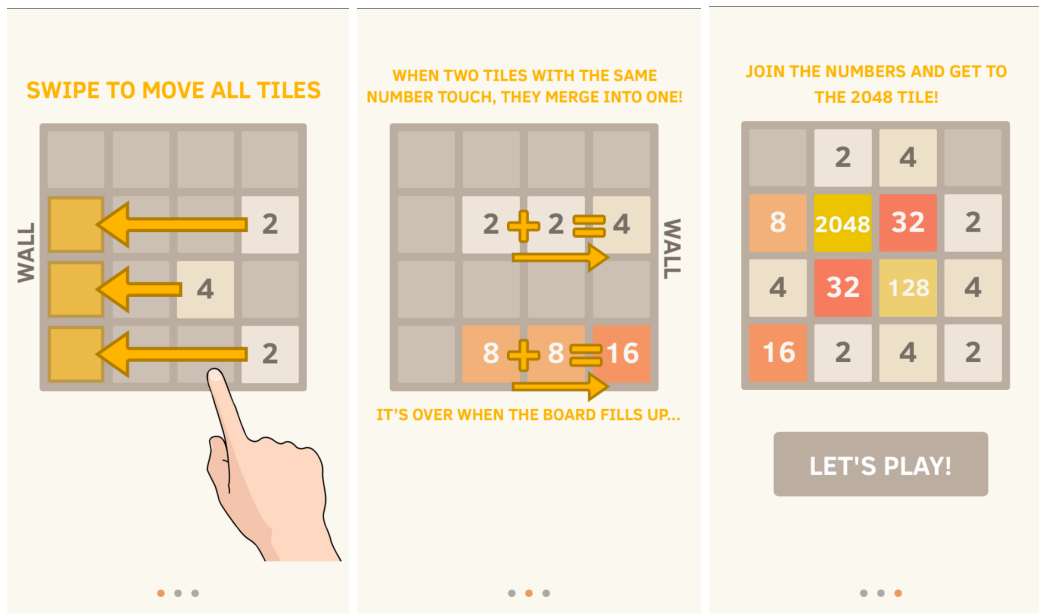 SWIPE TO MOVE ALL TILES
WALL
2
4
2
WHEN TWO TILES WITH THE SAME
NUMBER TOUCH, THEY MERGE INTO ONE!
2 + 2 = 4
WALL
8 + 8 = 16
IT'S OVER WHEN THE BOARD FILLS UP...
JOIN THE NUMBERS AND GET TO
THE 2048 TILE!
2 4
8 2048 32 2
4 32 128 4
16 2 4 2
LET'S PLAY!